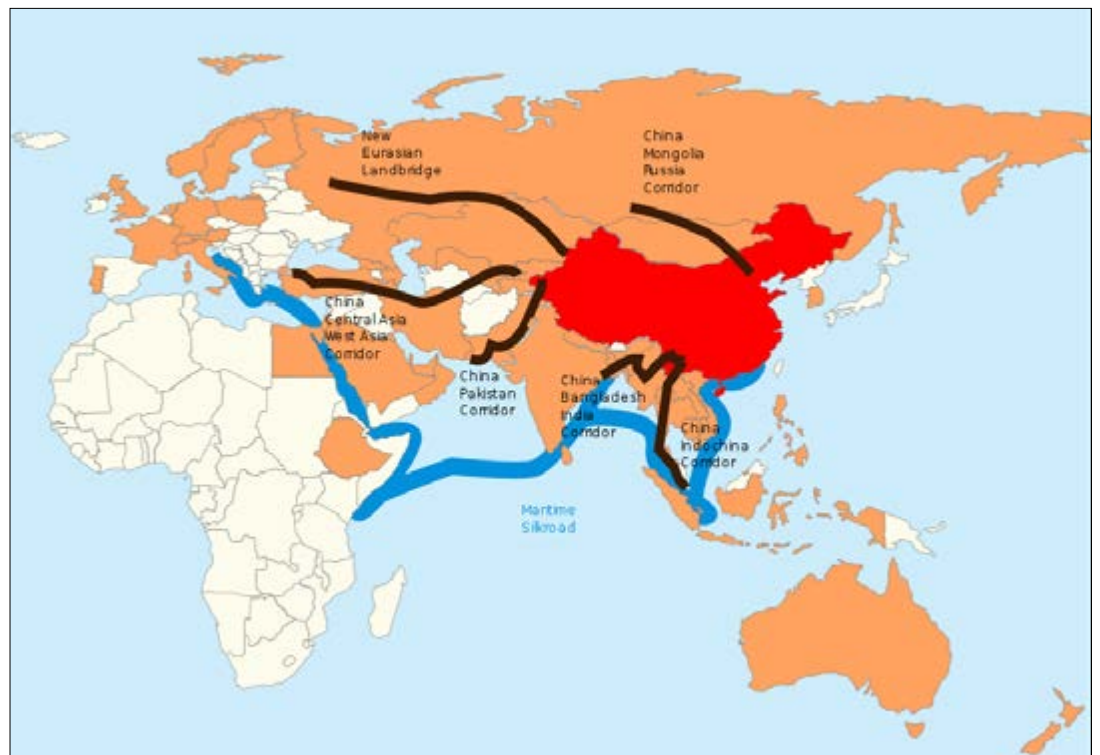 New
Eurasian
Landbridge
China
Mongolia
Russia
Corridor
China
Central Asia
West Asia
Corridor
China
Pakistan
Corridor
China
Bangladesh
India
Corridor
China
Indochina
Corridor
Maritime
Silkroad